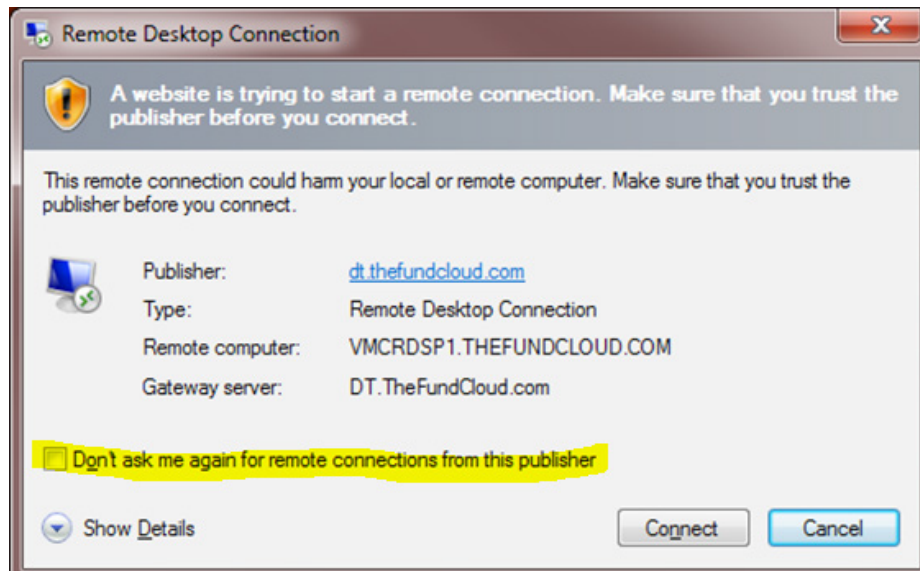 Remote Desktop Connection
A website is trying to start a remote connection. Make sure that you trust the
publisher before you connect.
This remote connection could harm your local or remote computer. Make sure that you trust the
publisher before you connect.
Publisher: dt.thefundcloud.com
Type: Remote Desktop Connection
Remote computer: VMCRDSP1.THEFUNDCLOUD.COM
Gateway server: DT.TheFundCloud.com
Don't ask me again for remote connections from this publisher
Show Details Connect Cancel